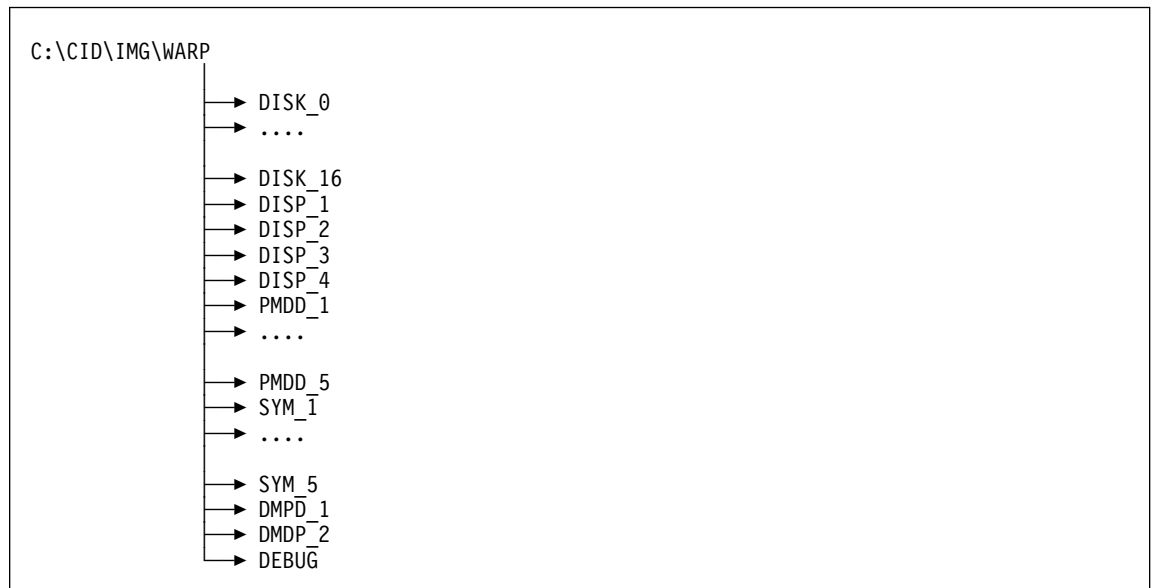 C:\CID\IMG\WARP
DISK_0
....
DISK_16
DISP_1
DISP_2
DISP_3
DISP_4
PMDD_1
....
PMDD_5
SYM_1
....
SYM_5
DMPD_1
DMDP_2
DEBUG